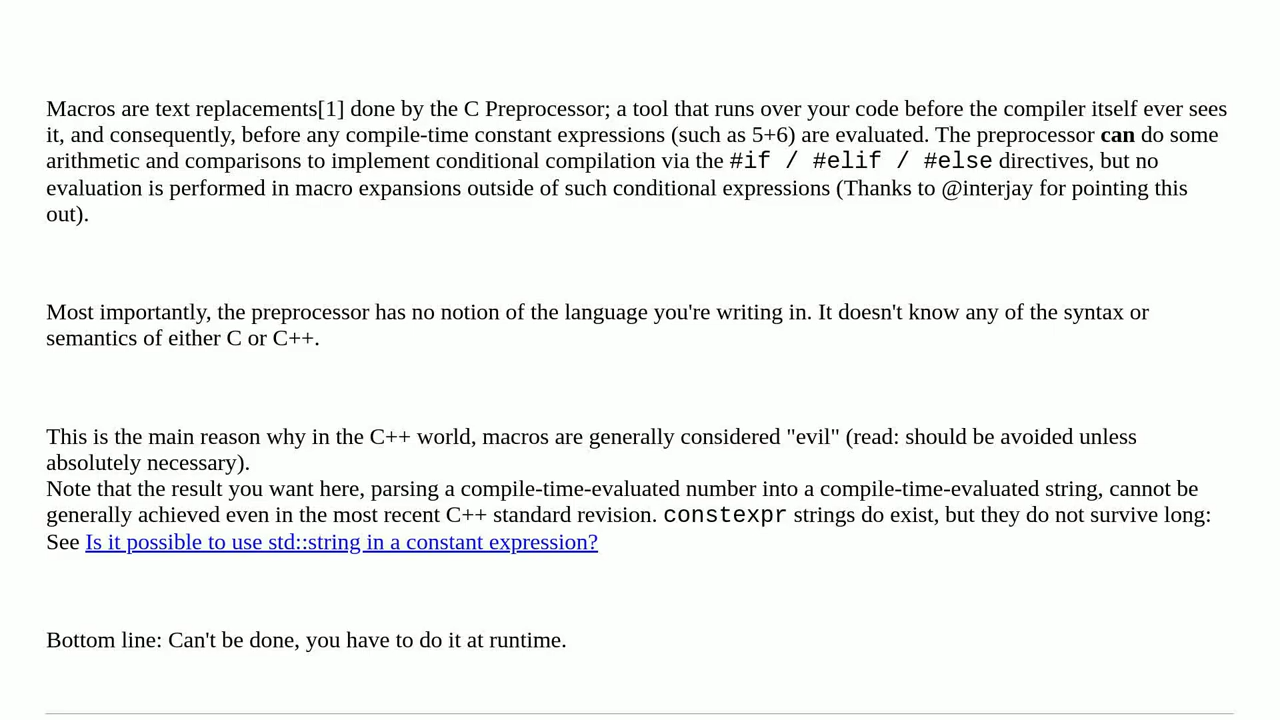 Macros are text replacements[1] done by the C Preprocessor; a tool that runs over your code before the compiler itself ever sees
it, and consequently, before any compile-time constant expressions (such as 5+6) are evaluated. The preprocessor can do some
arithmetic and comparisons to implement conditional compilation via the #if / #elif / #else directives, but no
evaluation is performed in macro expansions outside of such conditional expressions (Thanks to @interjay for pointing this
out).
Most importantly, the preprocessor has no notion of the language you're writing in. It doesn't know any of the syntax or
semantics of either C or C++.
This is the main reason why in the C++ world, macros are generally considered "evil" (read: should be avoided unless
absolutely necessary).
Note that the result you want here, parsing a compile-time-evaluated number into a compile-time-evaluated string, cannot be
generally achieved even in the most recent C++ standard revision. constexpr strings do exist, but they do not survive long:
See Is it possible to use std::string in a constant expression?
Bottom line: Can't be done, you have to do it at runtime.